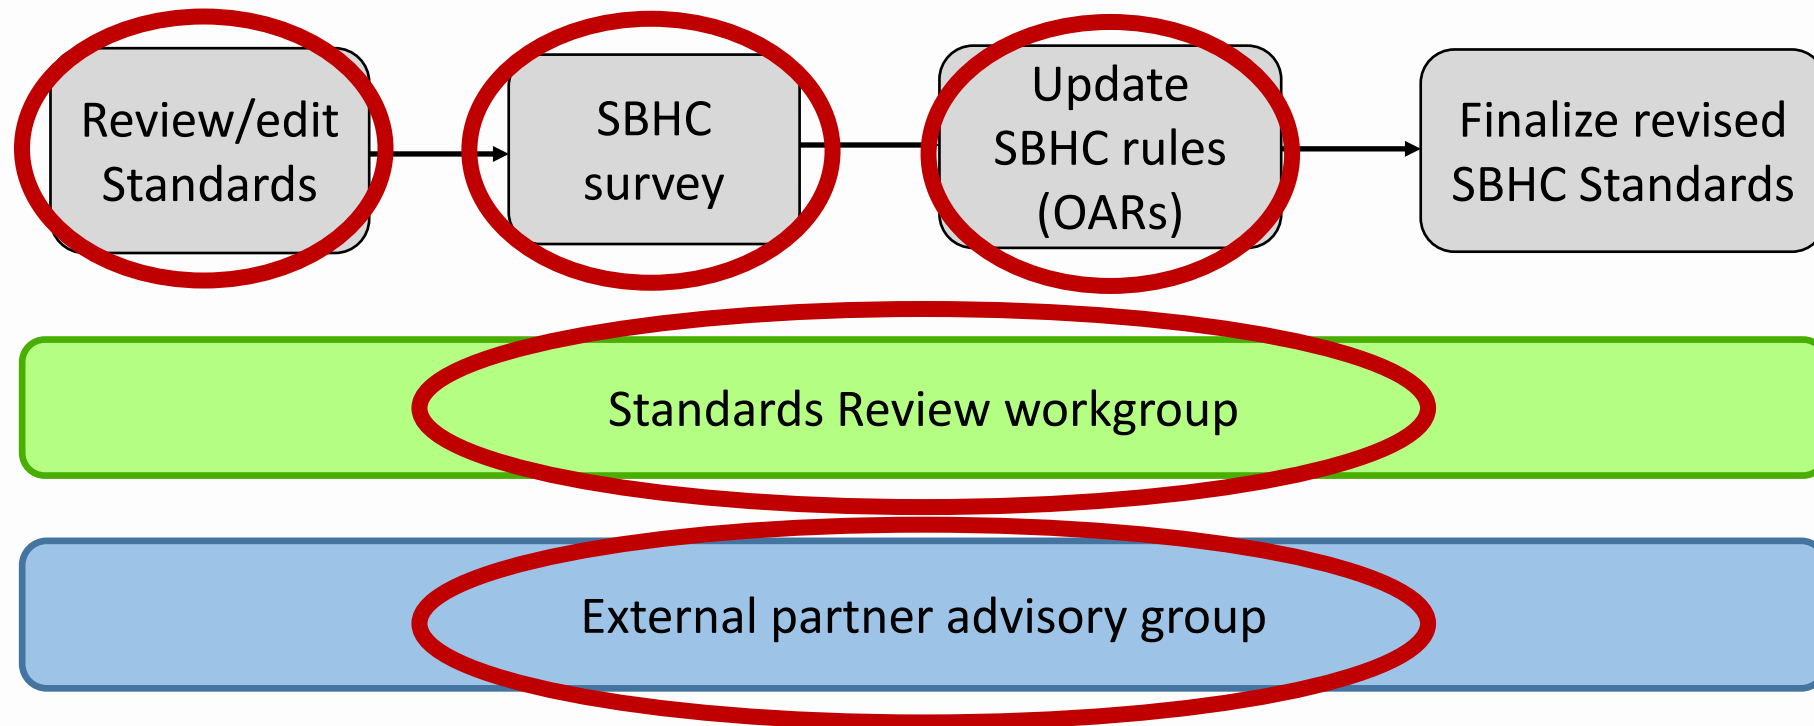 Review/edit
Standards
SBHC
survey
Update
SBHC rules
(OARs)
Finalize revised
SBHC Standards
Standards Review workgroup
External partner advisory group